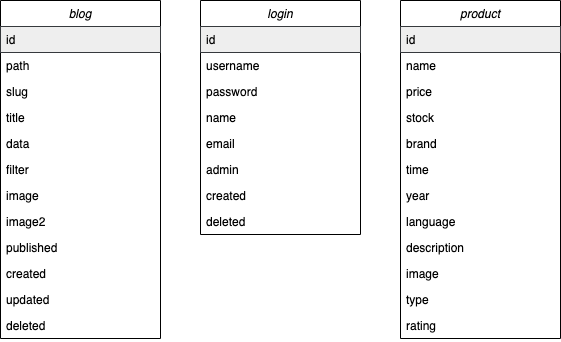 blog
id
path
slug
title
data
filter
image
image2
published
created
updated
deleted
login
id
username
password
name
email
admin
created
deleted
product
id
name
price
stock
brand
time
year
language
description
image
type
rating